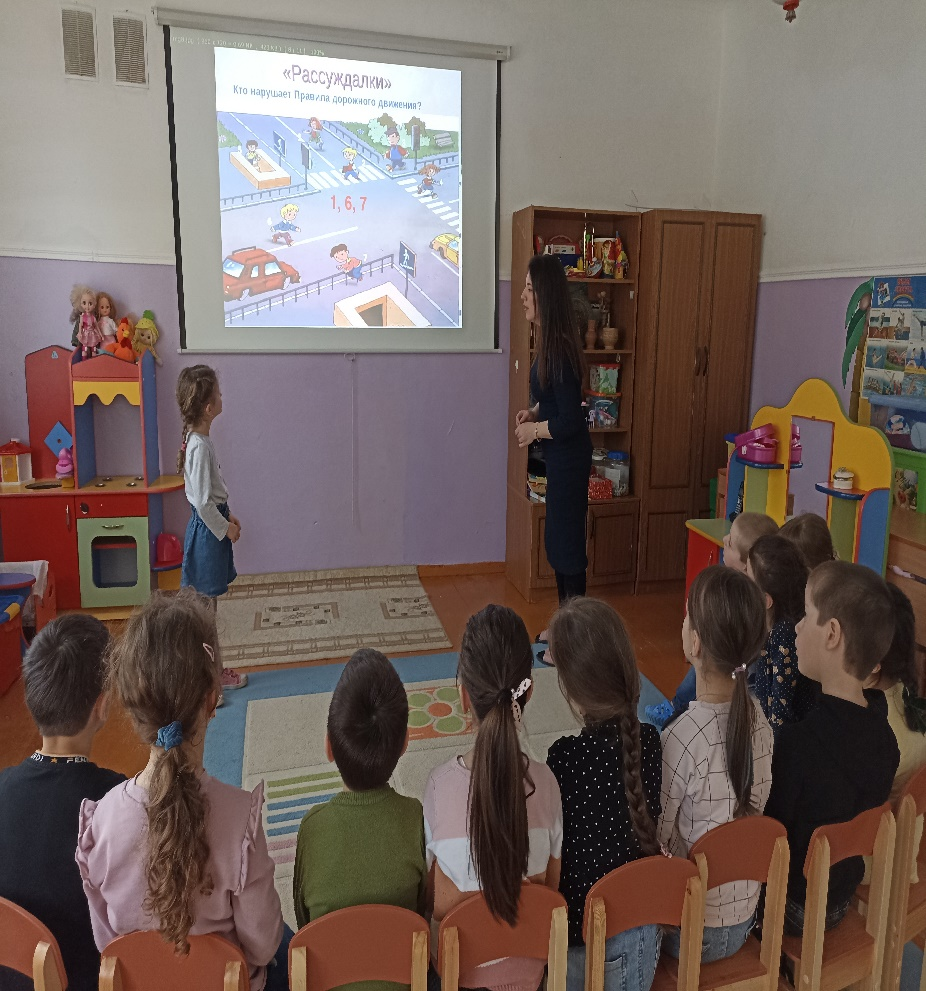 «Рассуждалки»
Кто нарушает Правила дорожного движения?
1, 6, 7